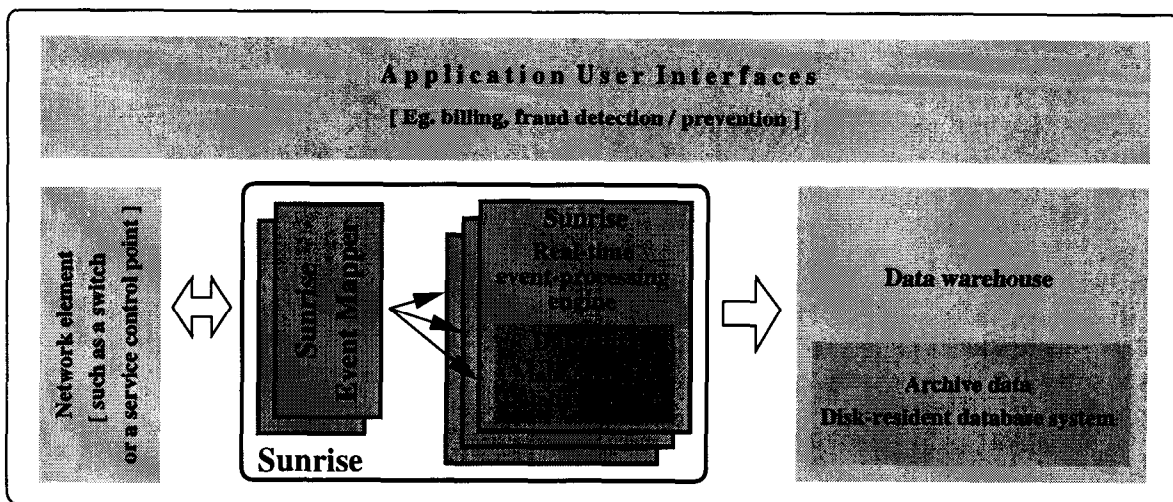 Application User Interfaces
[ Eg. billing, fraud detection / prevention ]
Network element
[ such as a switch
or a service control point ]
Sunrise
Event Mapper
Sunrise
Real-time
event-processing
engine
Sunrise
Data warehouse
Archive data
Disk-resident database system